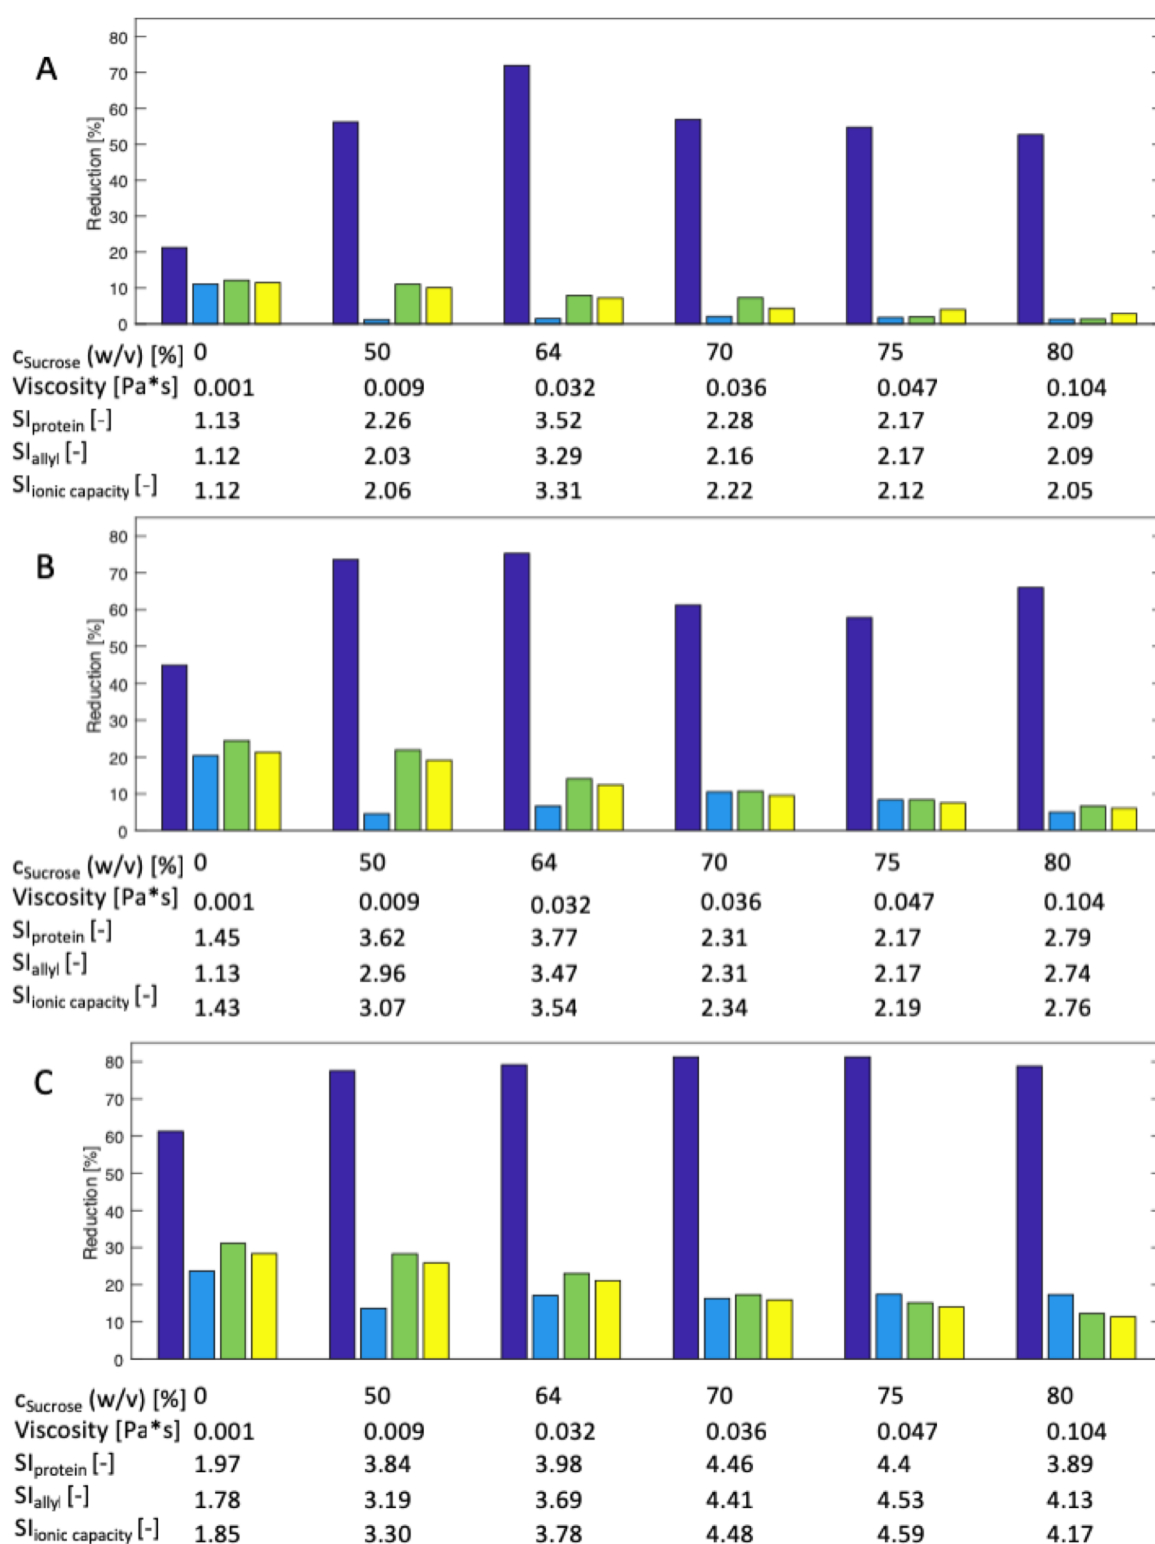 A
80
70
60
50
40
30
20
10
0
Reduction [%]
cSucrose (w/v) [%] 0 50 64 70 75 80
Viscosity [Pa*s] 0.001 0.009 0.032 0.036 0.047 0.104
SIprotein [-] 1.13 2.26 3.52 2.28 2.17 2.09
SIallyl [-] 1.12 2.03 3.29 2.16 2.17 2.09
SIionic capacity [-] 1.12 2.06 3.31 2.22 2.12 2.05
B
80
70
60
50
40
30
20
10
0
Reduction [%]
cSucrose (w/v) [%] 0 50 64 70 75 80
Viscosity [Pa*s] 0.001 0.009 0.032 0.036 0.047 0.104
SIprotein [-] 1.45 3.62 3.77 2.31 2.17 2.79
SIallyl [-] 1.13 2.96 3.47 2.31 2.17 2.74
SIionic capacity [-] 1.43 3.07 3.54 2.34 2.19 2.76
C
80
70
60
50
40
30
20
10
0
Reduction [%]
cSucrose (w/v) [%] 0 50 64 70 75 80
Viscosity [Pa*s] 0.001 0.009 0.032 0.036 0.047 0.104
SIprotein [-] 1.97 3.84 3.98 4.46 4.4 3.89
SIallyl [-] 1.78 3.19 3.69 4.41 4.53 4.13
SIionic capacity [-] 1.85 3.30 3.78 4.48 4.59 4.17